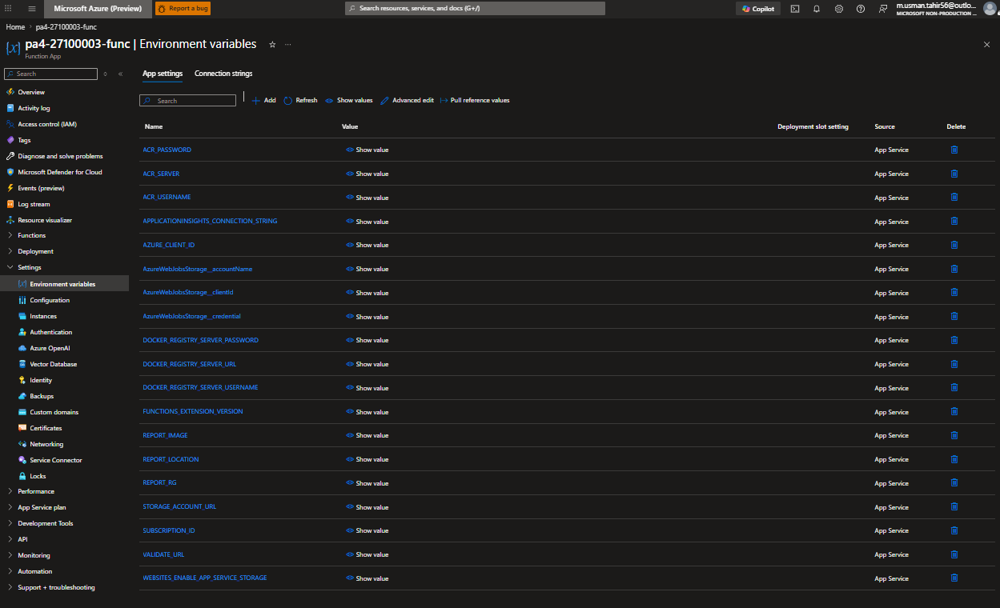 Microsoft Azure (Preview)
Report a bug
Search resources, services, and docs (G+/)
Copilot
m.usman.tahir56@outlo...
MICROSOFT NON-PRODUCTION ...
Home > pa4-27100003-func
pa4-27100003-func | Environment variables
Function App
Search
Overview
Activity log
Access control (IAM)
Tags
Diagnose and solve problems
Microsoft Defender for Cloud
Events (preview)
Log stream
Resource visualizer
Functions
Deployment
Settings
Environment variables
Configuration
Instances
Authentication
Azure OpenAI
Vector Database
Identity
Backups
Custom domains
Certificates
Networking
Service Connector
Locks
Performance
App Service plan
Development Tools
API
Monitoring
Automation
Support + troubleshooting
App settings Connection strings
Search Add Refresh Show values Advanced edit Pull reference values
Name Value Deployment slot setting Source Delete
ACR_PASSWORD Show value App Service
ACR_SERVER Show value App Service
ACR_USERNAME Show value App Service
APPLICATIONINSIGHTS_CONNECTION_STRING Show value App Service
AZURE_CLIENT_ID Show value App Service
AzureWebJobsStorage__accountName Show value App Service
AzureWebJobsStorage__clientId Show value App Service
AzureWebJobsStorage__credential Show value App Service
DOCKER_REGISTRY_SERVER_PASSWORD Show value App Service
DOCKER_REGISTRY_SERVER_URL Show value App Service
DOCKER_REGISTRY_SERVER_USERNAME Show value App Service
FUNCTIONS_EXTENSION_VERSION Show value App Service
REPORT_IMAGE Show value App Service
REPORT_LOCATION Show value App Service
REPORT_RG Show value App Service
STORAGE_ACCOUNT_URL Show value App Service
SUBSCRIPTION_ID Show value App Service
VALIDATE_URL Show value App Service
WEBSITES_ENABLE_APP_SERVICE_STORAGE Show value App Service